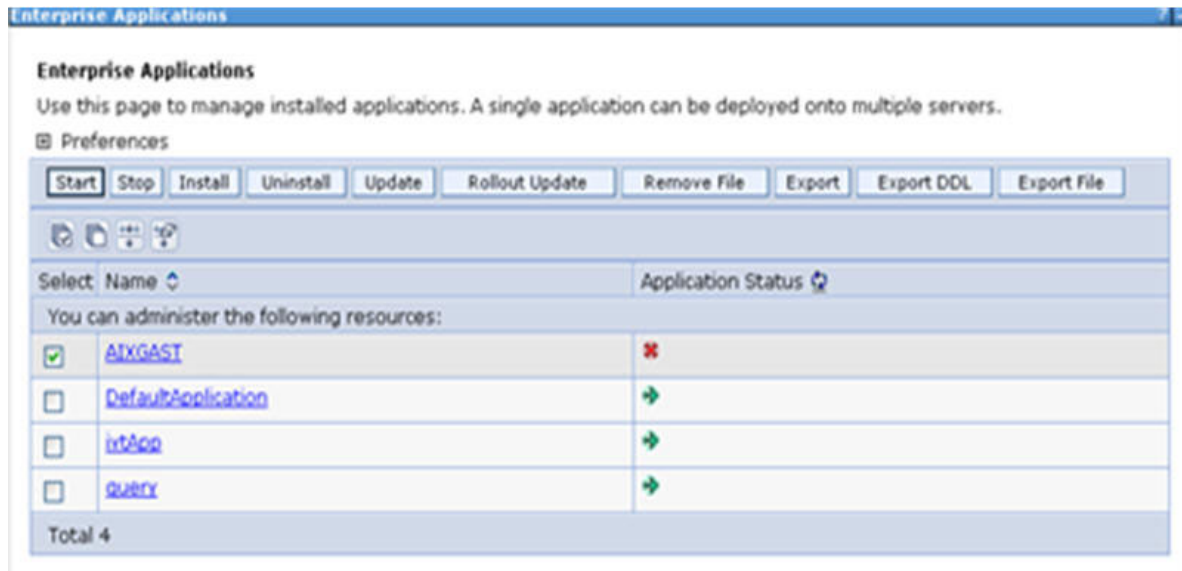 Enterprise Applications
Enterprise Applications
Use this page to manage installed applications. A single application can be deployed onto multiple servers.
Preferences
Start Stop Install Uninstall Update Rollout Update Remove File Export Export DDL Export File
Select Name Application Status
You can administer the following resources:
AIXGAST
DefaultApplication
ivtApp
query
Total 4